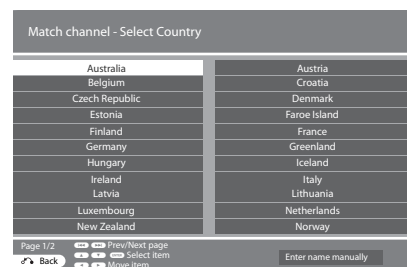 Match channel - Select Country
Australia
Austria
Belgium
Croatia
Czech Republic
Denmark
Estonia
Faroe Island
Finland
France
Germany
Greenland
Hungary
Iceland
Ireland
Italy
Latvia
Lithuania
Luxembourg
Netherlands
New Zealand
Norway
Page 1/2
Prev/Next page
Select item
Move item
Back
Enter name manually